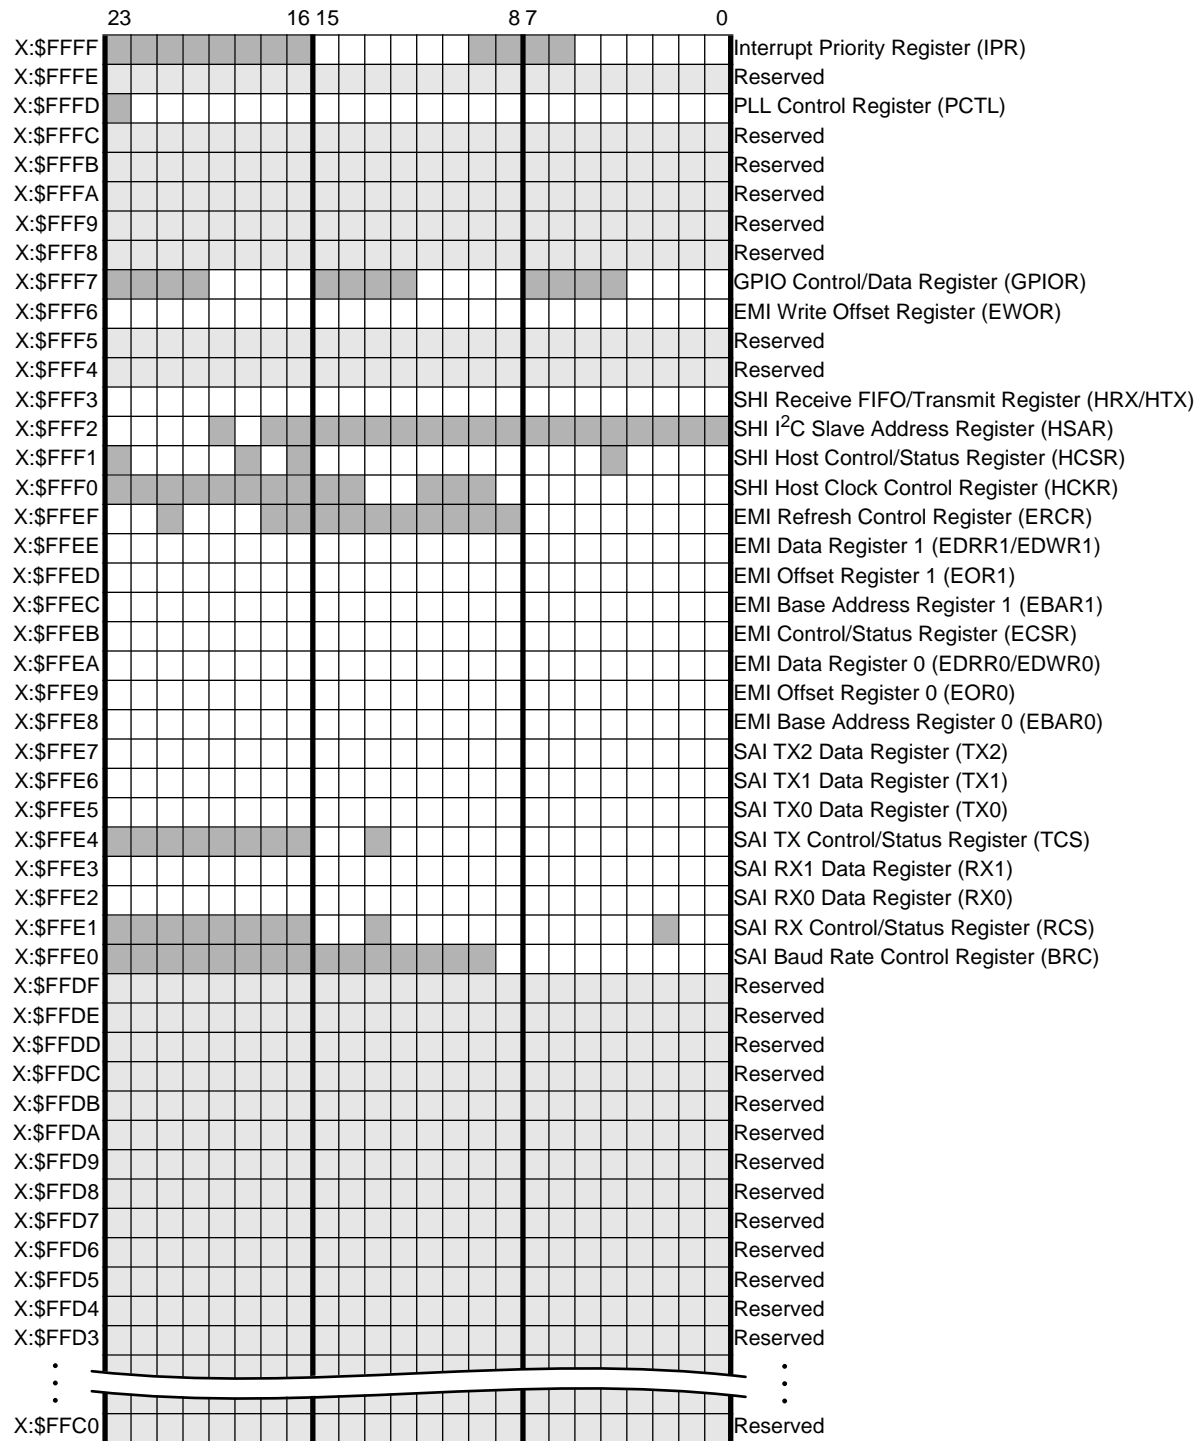 23 16 15 8 7 0
X:$FFFF Interrupt Priority Register (IPR)
X:$FFFE Reserved
X:$FFFD PLL Control Register (PCTL)
X:$FFFC Reserved
X:$FFFB Reserved
X:$FFFA Reserved
X:$FFF9 Reserved
X:$FFF8 Reserved
X:$FFF7 GPIO Control/Data Register (GPIOR)
X:$FFF6 EMI Write Offset Register (EWOR)
X:$FFF5 Reserved
X:$FFF4 Reserved
X:$FFF3 SHI Receive FIFO/Transmit Register (HRX/HTX)
X:$FFF2 SHI I²C Slave Address Register (HSAR)
X:$FFF1 SHI Host Control/Status Register (HCSR)
X:$FFF0 SHI Host Clock Control Register (HCKR)
X:$FFEF EMI Refresh Control Register (ERCR)
X:$FFEE EMI Data Register 1 (EDRR1/EDWR1)
X:$FFED EMI Offset Register 1 (EOR1)
X:$FFEC EMI Base Address Register 1 (EBAR1)
X:$FFEB EMI Control/Status Register (ECSR)
X:$FFEA EMI Data Register 0 (EDRR0/EDWR0)
X:$FFE9 EMI Offset Register 0 (EOR0)
X:$FFE8 EMI Base Address Register 0 (EBAR0)
X:$FFE7 SAI TX2 Data Register (TX2)
X:$FFE6 SAI TX1 Data Register (TX1)
X:$FFE5 SAI TX0 Data Register (TX0)
X:$FFE4 SAI TX Control/Status Register (TCS)
X:$FFE3 SAI RX1 Data Register (RX1)
X:$FFE2 SAI RX0 Data Register (RX0)
X:$FFE1 SAI RX Control/Status Register (RCS)
X:$FFE0 SAI Baud Rate Control Register (BRC)
X:$FFDF Reserved
X:$FFDE Reserved
X:$FFDD Reserved
X:$FFDC Reserved
X:$FFDB Reserved
X:$FFDA Reserved
X:$FFD9 Reserved
X:$FFD8 Reserved
X:$FFD7 Reserved
X:$FFD6 Reserved
X:$FFD5 Reserved
X:$FFD4 Reserved
X:$FFD3 Reserved
X:$FFC0 Reserved